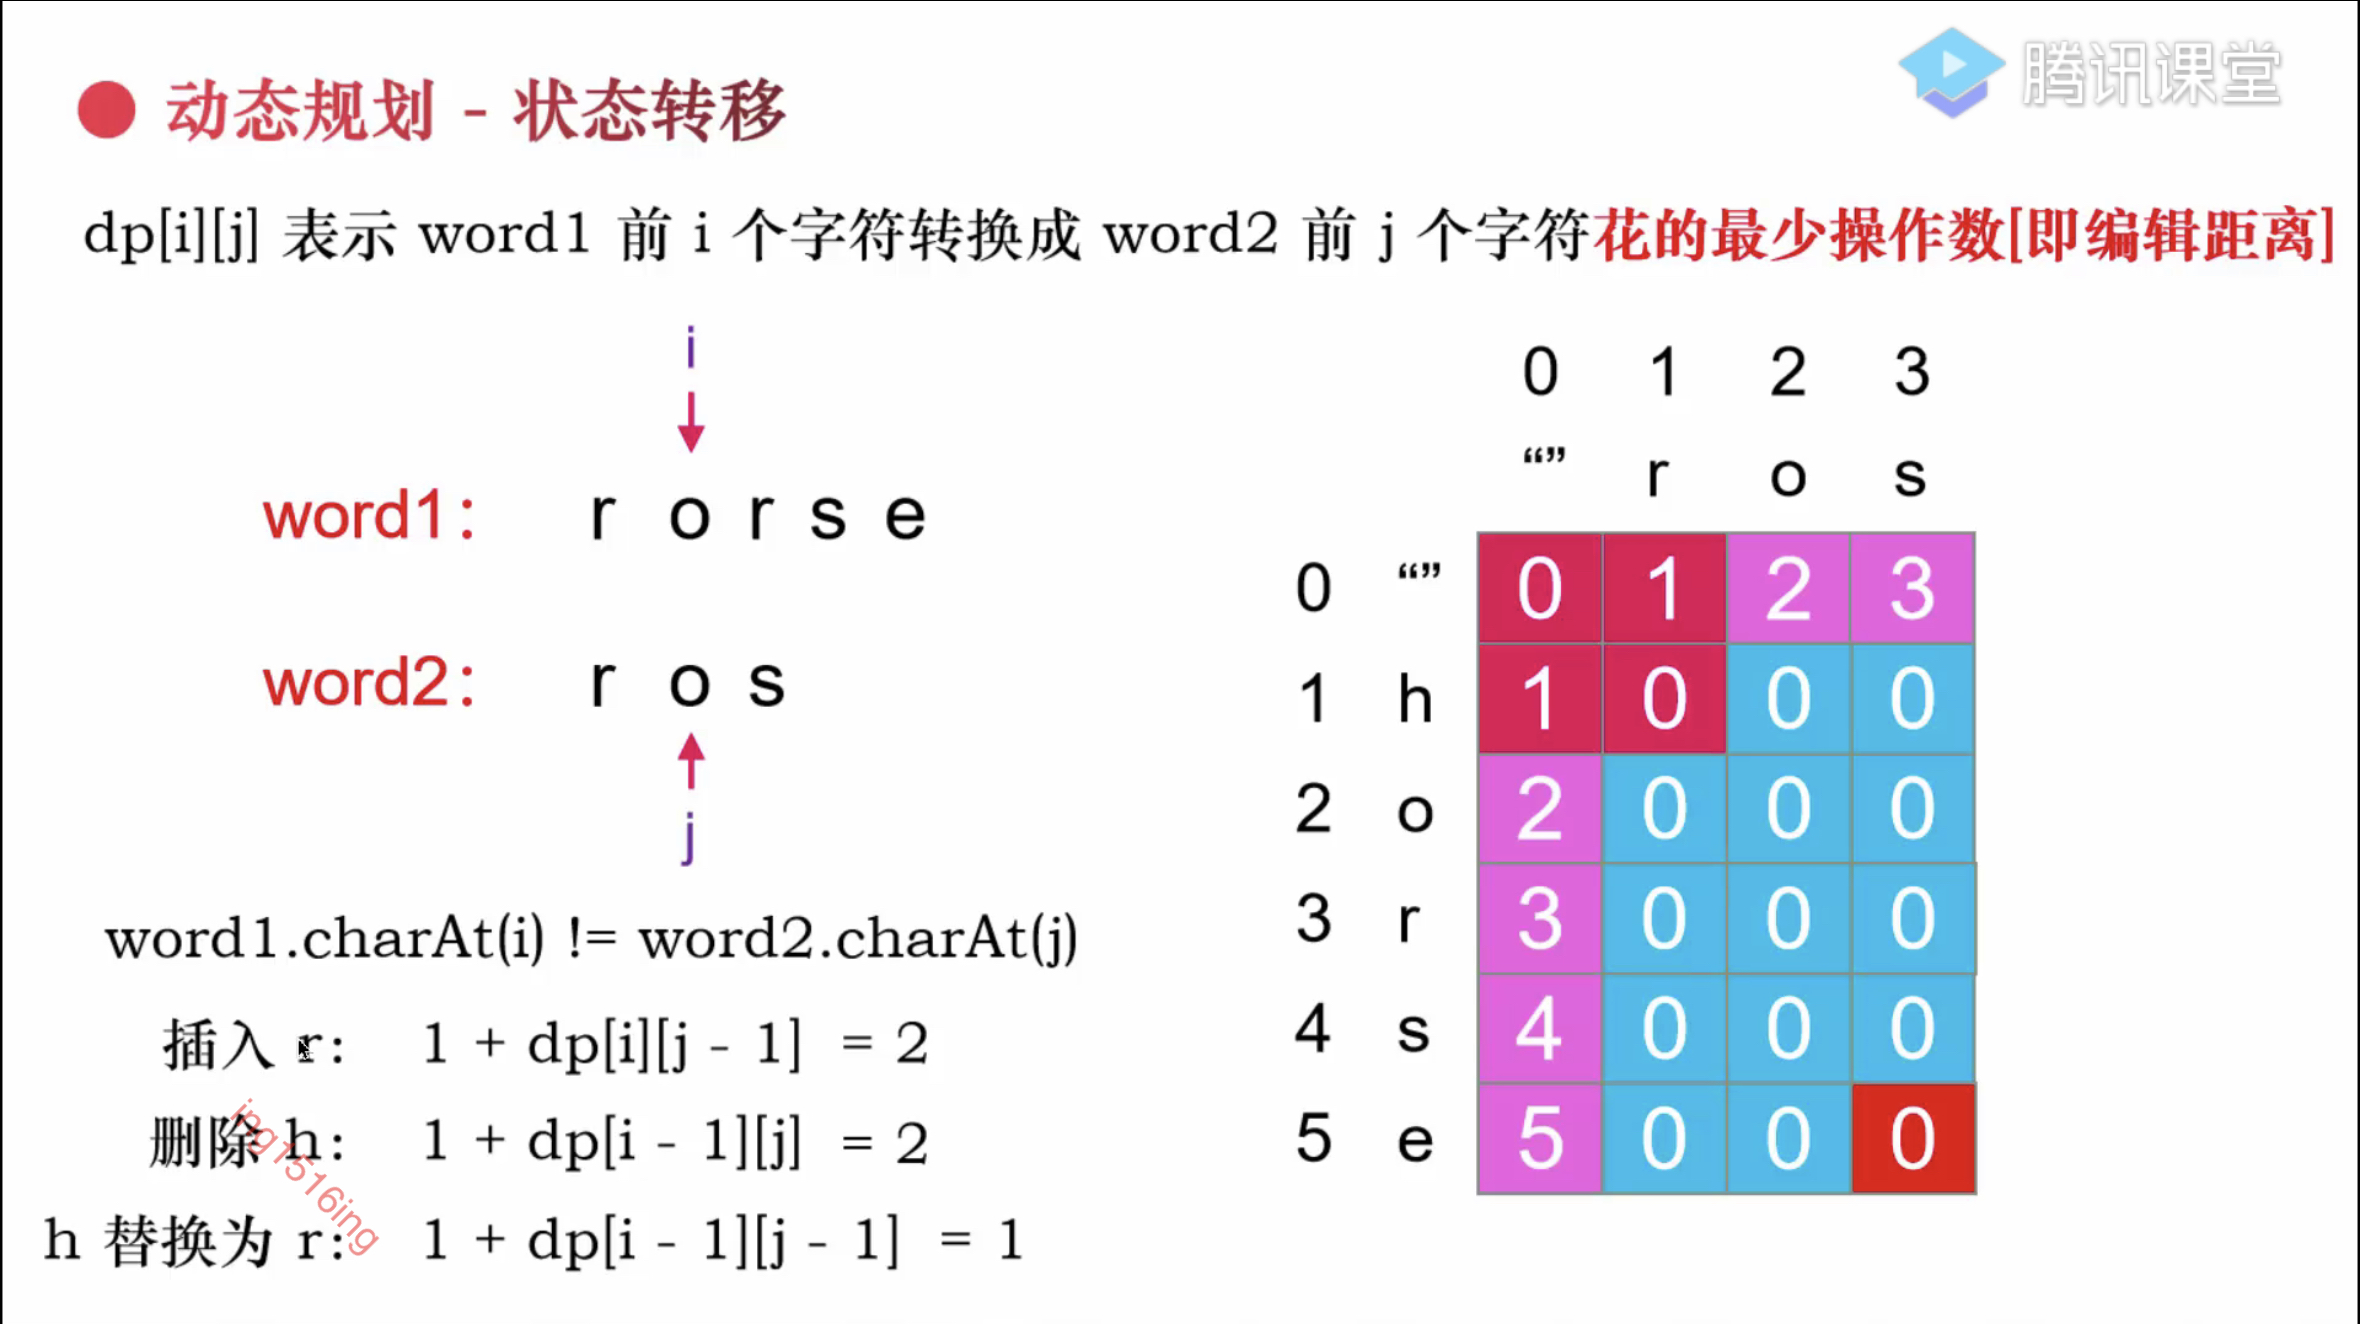 腾讯课堂
动态规划 - 状态转移
dp[i][j] 表示 word1 前 i 个字符转换成 word2 前 j 个字符花的最少操作数[即编辑距离]
i
word1: r o r s e
word2: r o s
j
word1.charAt(i) != word2.charAt(j)
插入 r: 1 + dp[i][j - 1] = 2
删除 h: 1 + dp[i - 1][j] = 2
h 替换为 r: 1 + dp[i - 1][j - 1] = 1
ing1516ing
0 1 2 3
“” r o s
0 “” 0 1 2 3
1 h 1 0 0 0
2 o 2 0 0 0
3 r 3 0 0 0
4 s 4 0 0 0
5 e 5 0 0 0